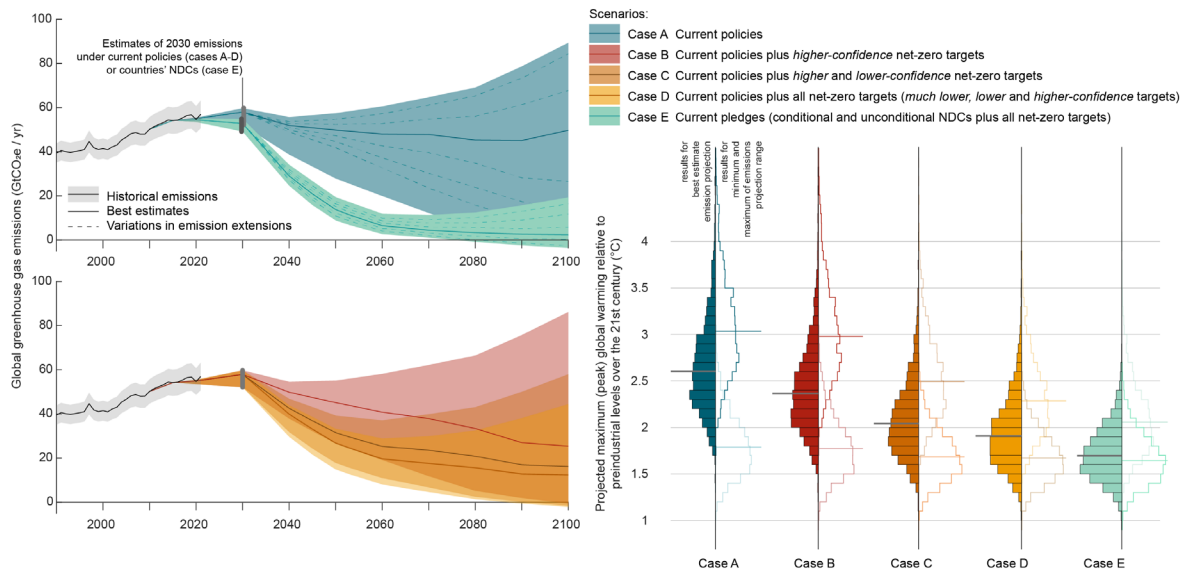 Global greenhouse gas emissions (GtCO₂e / yr)
100
80
60
40
20
0
Estimates of 2030 emissions
under current policies (cases A-D)
or countries' NDCs (case E)
Historical emissions
Best estimates
Variations in emission extensions
2000
2020
2040
2060
2080
2100
100
80
60
40
20
0
2000
2020
2040
2060
2080
2100
Scenarios:
Case A Current policies
Case B Current policies plus higher-confidence net-zero targets
Case C Current policies plus higher and lower-confidence net-zero targets
Case D Current policies plus all net-zero targets (much lower, lower and higher-confidence targets)
Case E Current pledges (conditional and unconditional NDCs plus all net-zero targets)
results for
best estimate
emission projection
results for
minimum and
maximum of emissions
projection range
Projected maximum (peak) global warming relative to
preindustrial levels over the 21st century (°C)
4
3.5
3
2.5
2
1.5
1
Case A
Case B
Case C
Case D
Case E